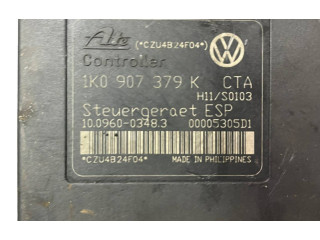 Ate (*CZU4B24F04*)
Controller
1K0 907 379 K CTA
H11/S0103
Steuergeraet ESP
10.0960-0348.3 00005305D1
*CZU4B24F04* MADE IN PHILIPPINES